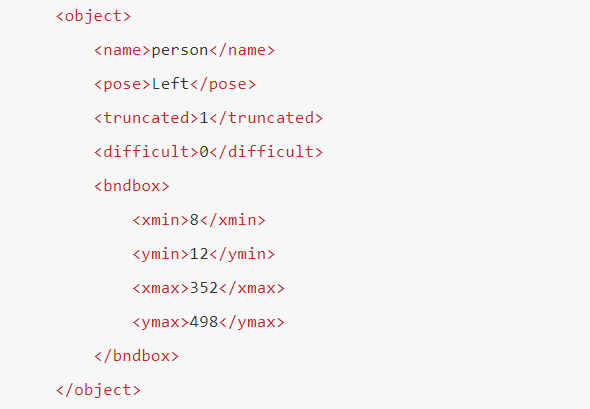 <object>
<name>person</name>
<pose>Left</pose>
<truncated>1</truncated>
<difficult>0</difficult>
<bndbox>
<xmin>8</xmin>
<ymin>12</ymin>
<xmax>352</xmax>
<ymax>498</ymax>
</bndbox>
</object>